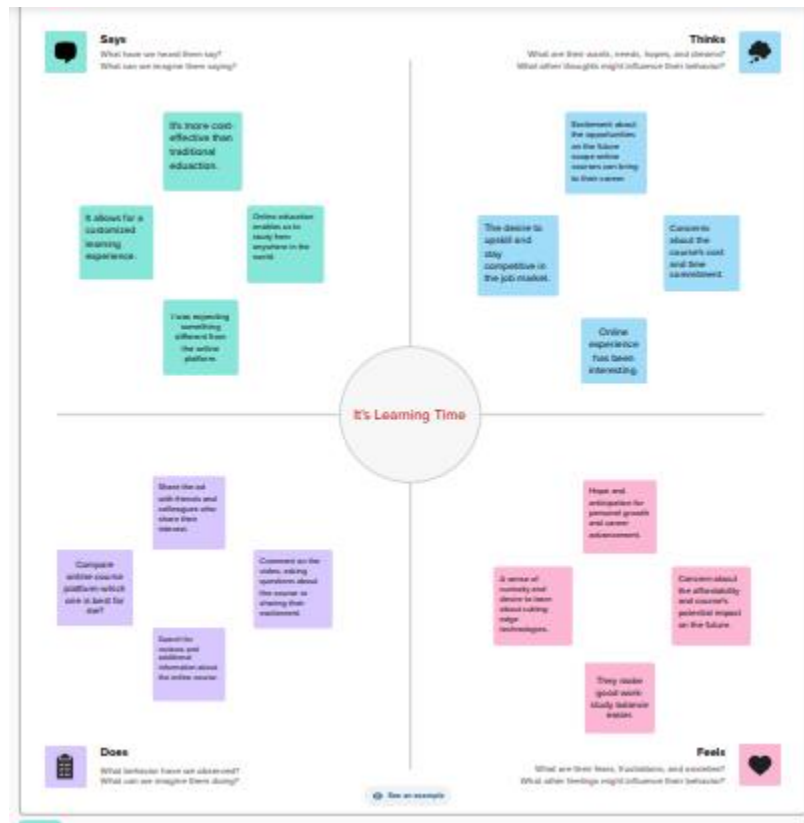 Says
What have we heard them say?
What can we imagine them saying?
Thinks
What are their wants, needs, hopes, and dreams?
What other thoughts might influence their behavior?
It's more cost-
effective than
traditional
eduaction.
It allows for a
customized
learning
experience.
Online education
enables us to
study from
anywhere in the
world.
I was expecting
something
different from
the online
platform.
Excitement about
the opportunities
on the future
scope online
courses can bring
to their career.
The desire to
upskill and
stay
competitive in
the job market.
Concerns
about the
course's cost
and time
commitment.
Online
experience
has been
interesting.
It's Learning Time
Share the ad
with friends and
colleagues who
share their
interest.
Compare
online course
platform which
one is best for
me?
Comment on the
video, asking
questions about
the course or
sharing their
excitement.
Search for
reviews and
additional
information about
the online course.
Hope and
anticipation for
personal growth
and career
advancement.
A sense of
curiosity and
desire to learn
about cutting
edge
technologies.
Concern about
the affordability
and course's
potential impact
on the future.
They make
good work
study balance
easier.
Does
What behavior have we observed?
What can we imagine them doing?
Feels
What are their fears, frustrations, and anxieties?
What other feelings might influence their behavior?
See an example